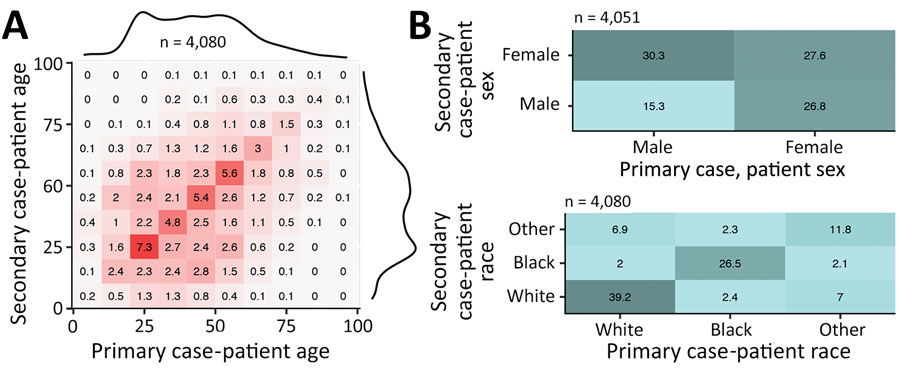 A
n = 4,080
Secondary case-patient age
100
0 0 0.1 0.1 0.1 0.1 0.1 0.1 0.1 0
0 0 0 0.2 0.1 0.6 0.3 0.3 0.4 0.1
75
0 0.1 0.1 0.4 0.8 1.1 0.8 1.5 0.3 0.1
0.1 0.3 0.7 1.3 1.2 1.6 3 1 0.2 0.1
60
0.1 0.8 2.3 1.8 2.3 5.6 1.8 0.8 0.5 0
0.2 2 2.4 2.1 5.4 2.6 1.2 0.7 0.2 0.1
0.4 1 2.2 4.8 2.5 1.6 1.1 0.5 0.1 0
25
0.3 1.6 7.3 2.7 2.4 2.6 0.6 0.2 0 0
0.1 2.4 2.3 2.4 2.8 1.5 0.5 0.1 0.1 0
0.2 0.5 1.3 1.3 0.8 0.4 0.1 0.1 0 0
0
0 25 50 75 100
Primary case-patient age
B
n = 4,051
Secondary
case-patient
sex
Female 30.3 27.6
Male 15.3 26.8
Male Female
Primary case, patient sex
n = 4,080
Secondary
case-patient
race
Other 6.9 2.3 11.8
Black 2 26.5 2.1
White 39.2 2.4 7
White Black Other
Primary case-patient race